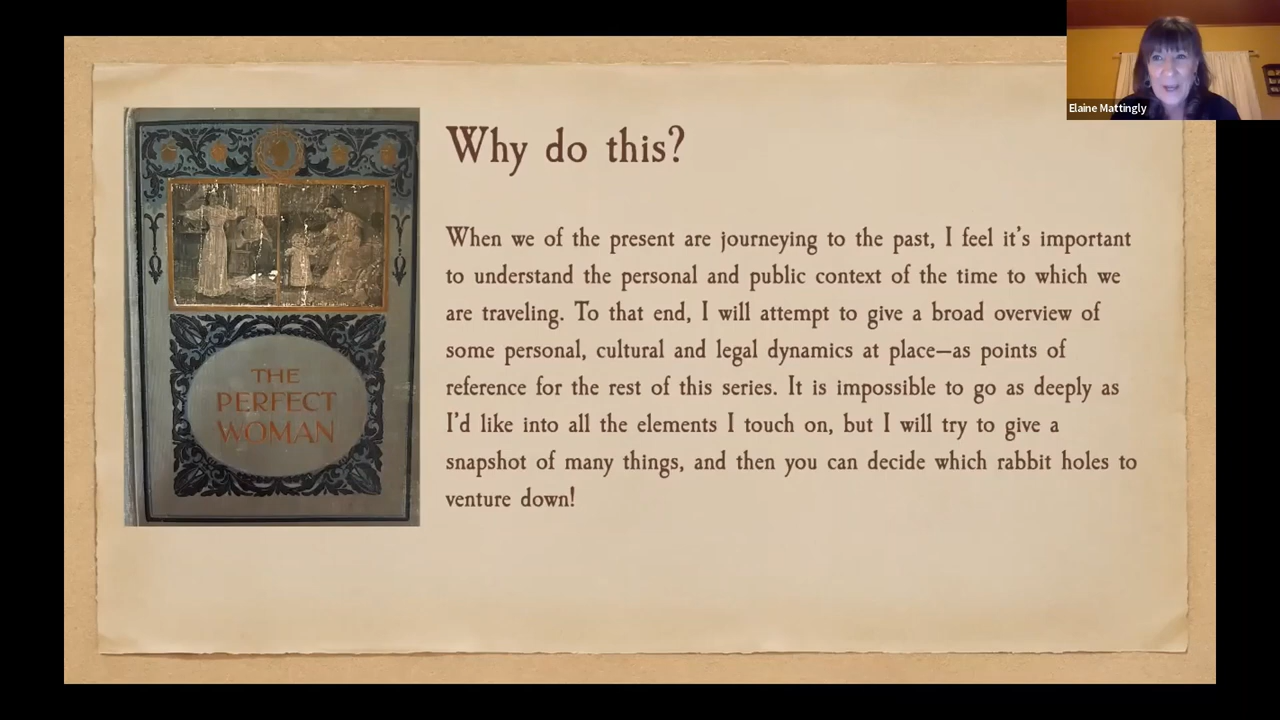 Elaine Mattingly
THE
PERFECT
WOMAN
Why do this?
When we of the present are journeying to the past, I feel it's important
to understand the personal and public context of the time to which we
are traveling. To that end, I will attempt to give a broad overview of
some personal, cultural and legal dynamics at place—as points of
reference for the rest of this series. It is impossible to go as deeply as
I'd like into all the elements I touch on, but I will try to give a
snapshot of many things, and then you can decide which rabbit holes to
venture down!